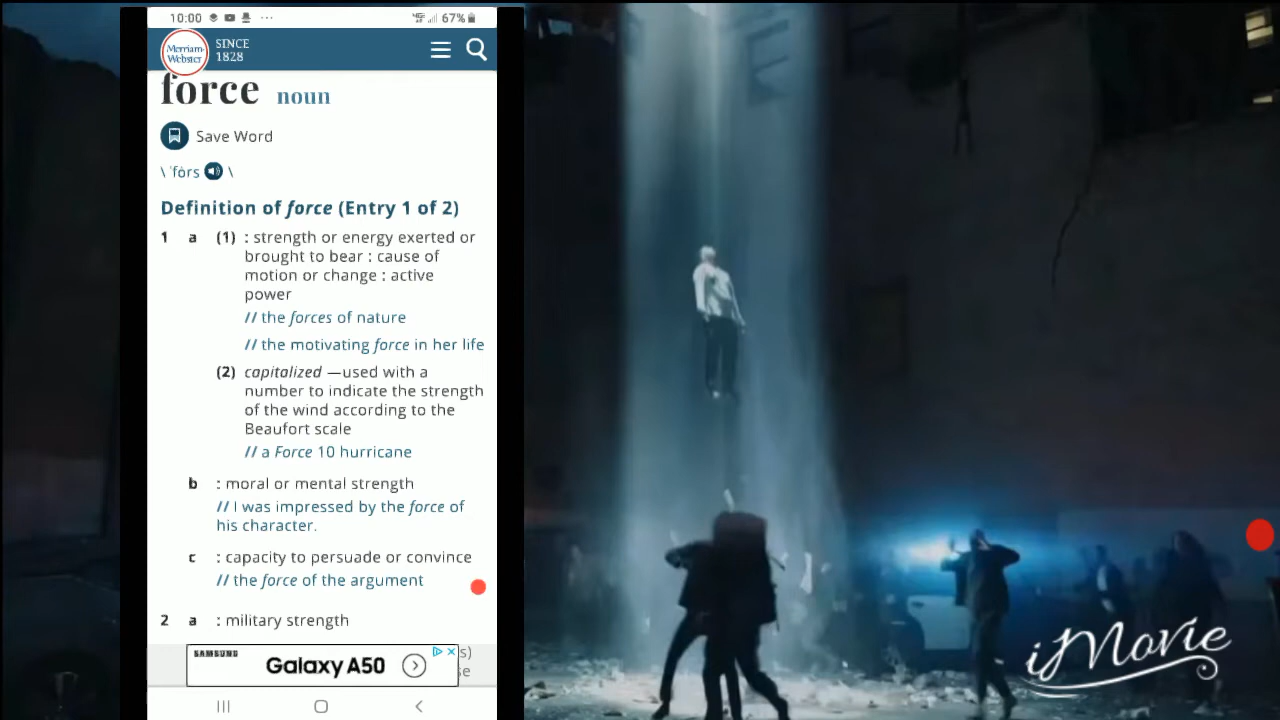 10:00
67%
Merriam-
Webster
SINCE
1828
force noun
Save Word
\ ˈfȯrs \
Definition of force (Entry 1 of 2)
1 a (1) : strength or energy exerted or
brought to bear : cause of
motion or change : active
power
// the forces of nature
// the motivating force in her life
(2) capitalized —used with a
number to indicate the strength
of the wind according to the
Beaufort scale
// a Force 10 hurricane
b : moral or mental strength
// I was impressed by the force of
his character.
c : capacity to persuade or convince
// the force of the argument
2 a : military strength
s)
se
SAMSUNG
Galaxy A50
iMovie